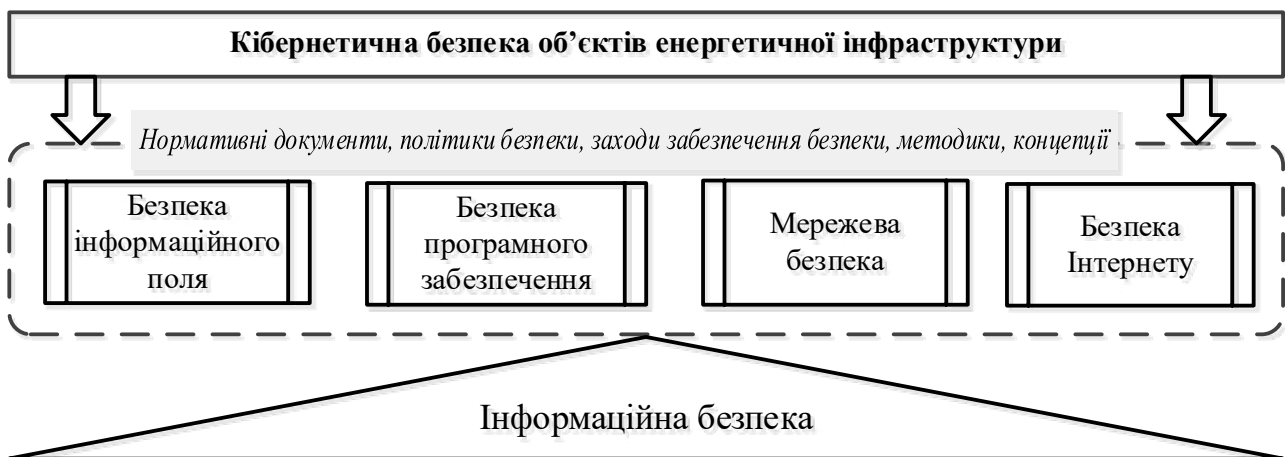 Кібернетична безпека об’єктів енергетичної інфраструктури
Нормативні документи, політики безпеки, заходи забезпечення безпеки, методики, концепції
Безпека
інформаційного
поля
Безпека
програмного
забезпечення
Мережева
безпека
Безпека
Інтернету
Інформаційна безпека